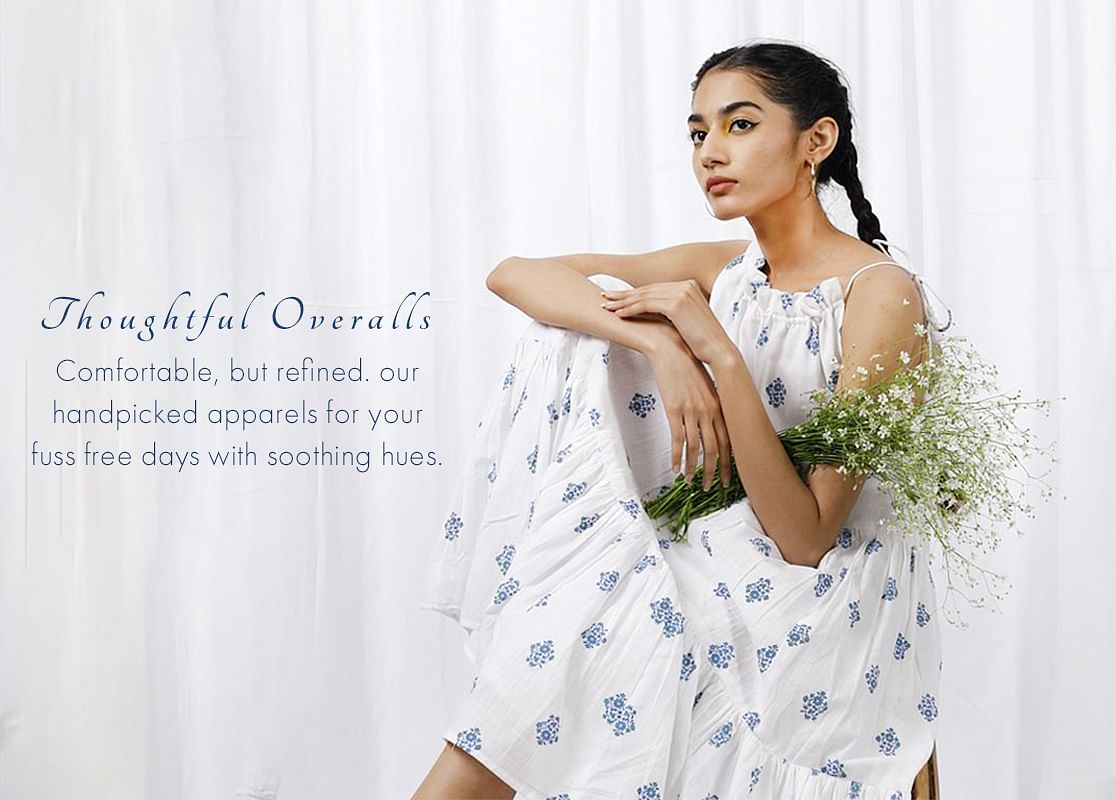 Thoughtful Overalls
Comfortable, but refined. our
handpicked apparels for your
fuss free days with soothing hues.